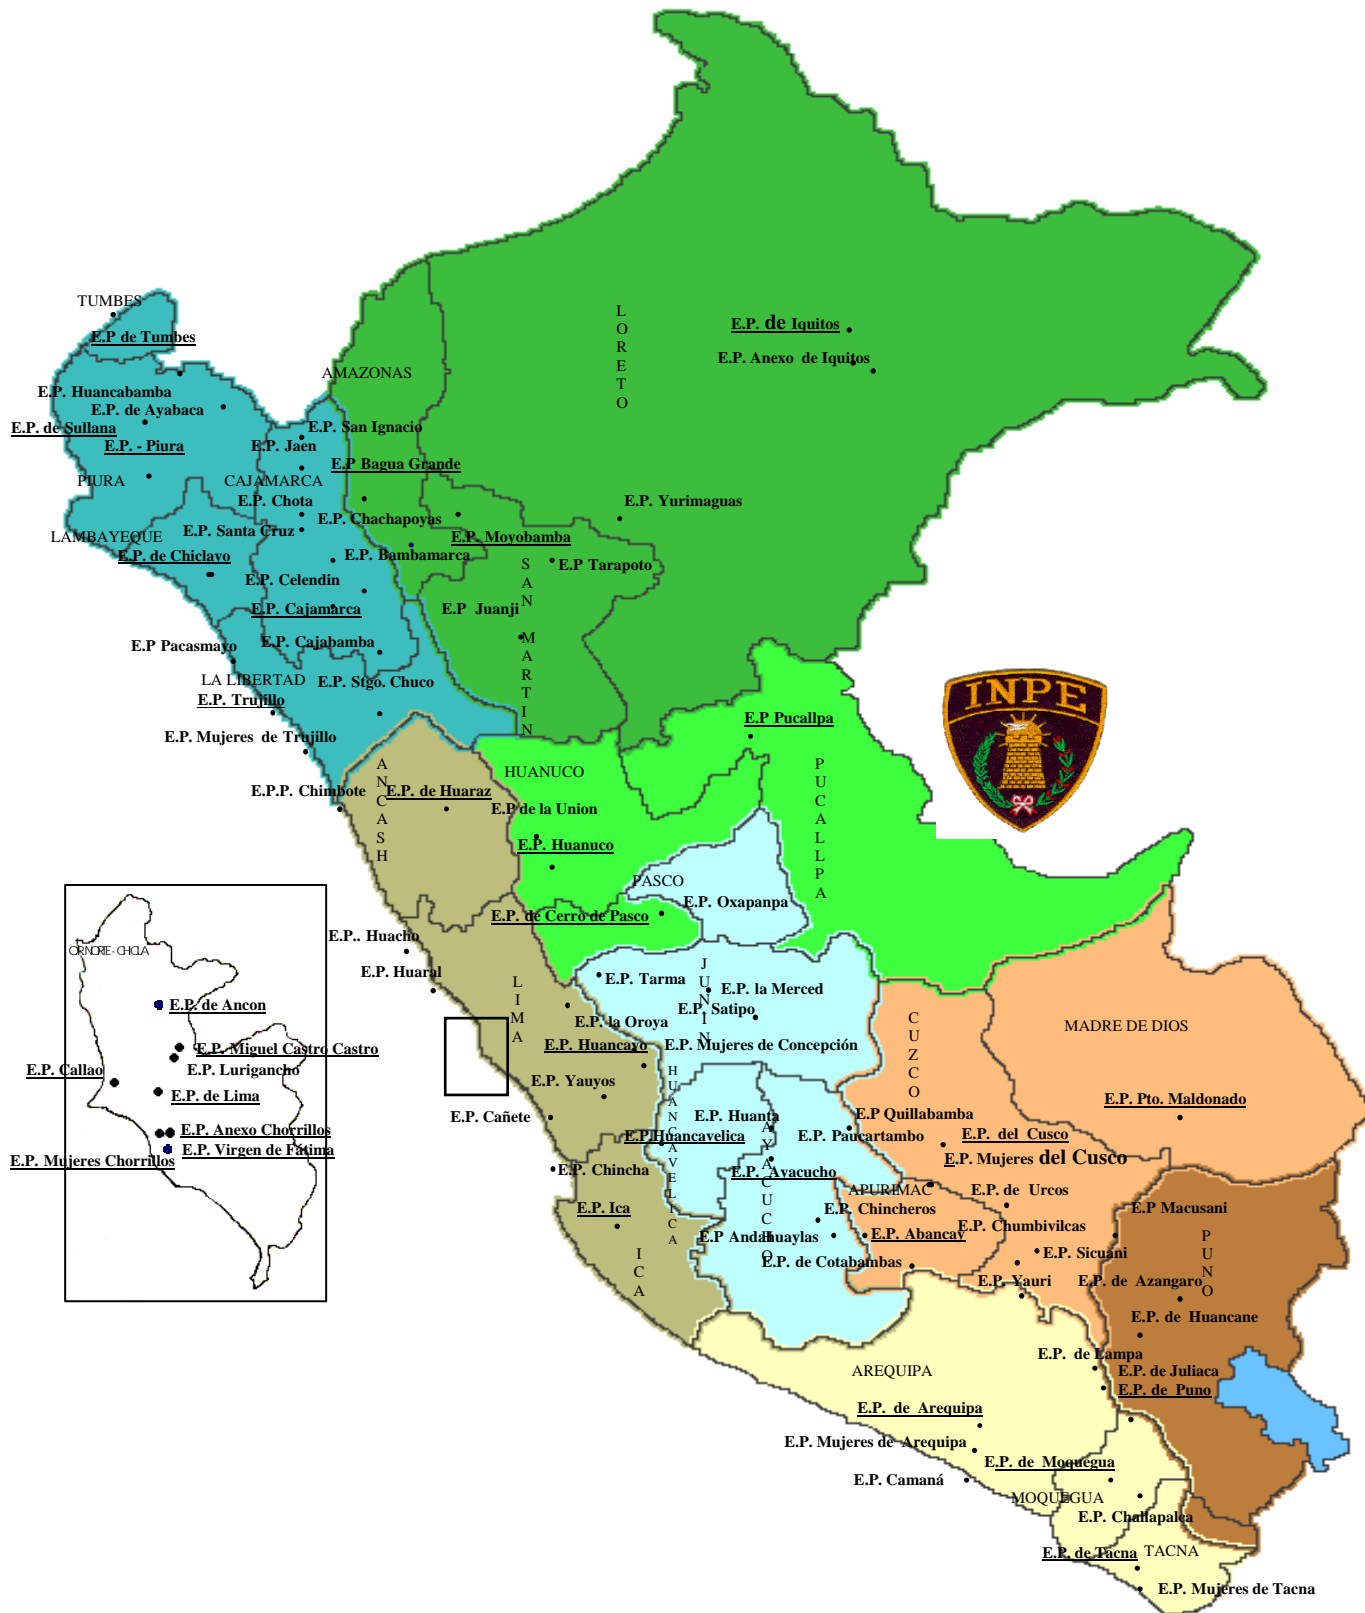 TUMBES
E.P de Tumbes
E.P. Huancabamba
E.P. de Ayabaca
E.P. de Sullana
E.P. - Piura
PIURA
AMAZONAS
E.P. San Ignacio
E.P. Jaen
E.P Bagua Grande
CAJAMARCA
E.P. Chota
E.P. Chachapoyas
E.P. Santa Cruz
LAMBAYEQUE
E.P. de Chiclayo
E.P. Bambamarca
E.P. Celendin
E.P. Cajamarca
E.P. Cajabamba
E.P Pacasmayo
LA LIBERTAD
E.P. Stgo. Chuco
E.P. Trujillo
E.P. Mujeres de Trujillo
LORETO
E.P. de Iquitos
E.P. Anexo de Iquitos
E.P. Yurimaguas
E.P. Moyobamba
E.P Tarapoto
SAN MARTIN
E.P Juanji
INPE
E.P Pucallpa
PUCALLPA
ANCASH
E.P.P. Chimbote
E.P. de Huaraz
HUANUCO
E.P de la Union
E.P. Huanuco
PASCO
E.P. Oxapanpa
E.P. de Cerro de Pasco
E.P.. Huacho
E.P. Huaral
LIMA
JUNIN
E.P. Tarma
E.P. la Merced
E.P. Satipo
E.P. la Oroya
E.P. Huancayo
E.P. Mujeres de Concepción
E.P. Yauyos
E.P. Cañete
HUANCAVELICA
E.P. Huanta
E.P Huancavelica
E.P. Ayacucho
AYACUCHO
E.P. Chincha
E.P. Ica
ICA
CUZCO
MADRE DE DIOS
E.P. Pto. Maldonado
E.P Quillabamba
E.P. Paucartambo
E.P. del Cusco
E.P. Mujeres del Cusco
APURIMAC
E.P. de Urcos
E.P. Chincheros
E.P. Chumbivilcas
E.P Andahuaylas
E.P. Abancay
E.P. Sicuani
E.P. de Cotabambas
E.P. Yauri
E.P Macusani
PUNO
E.P. de Azangaro
E.P. de Huancane
E.P. de Lampa
E.P. de Juliaca
E.P. de Puno
AREQUIPA
E.P. de Arequipa
E.P. Mujeres de Arequipa
E.P. Camaná
E.P. de Moquegua
MOQUEGUA
E.P. Challapalca
E.P. de Tacna
TACNA
E.P. Mujeres de Tacna
E.P. de Ancon
E.P. Miguel Castro Castro
E.P. Lurigancho
E.P. Callao
E.P. de Lima
E.P. Anexo Chorrillos
E.P. Virgen de Fátima
E.P. Mujeres Chorrillos